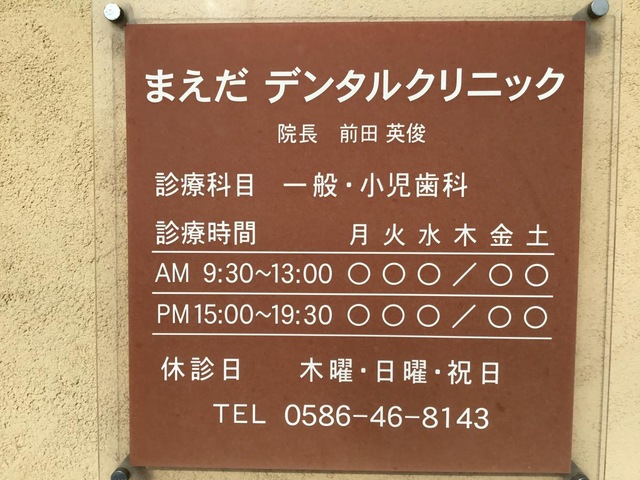 まえだ デンタルクリニック
院長 前田 英俊
診療科目 一般・小児歯科
診療時間 月 火 水 木 金 土
AM 9:30~13:00 ○ ○ ○ / ○ ○
PM 15:00~19:30 ○ ○ ○ / ○ ○
休診日 木曜・日曜・祝日
TEL 0586-46-8143